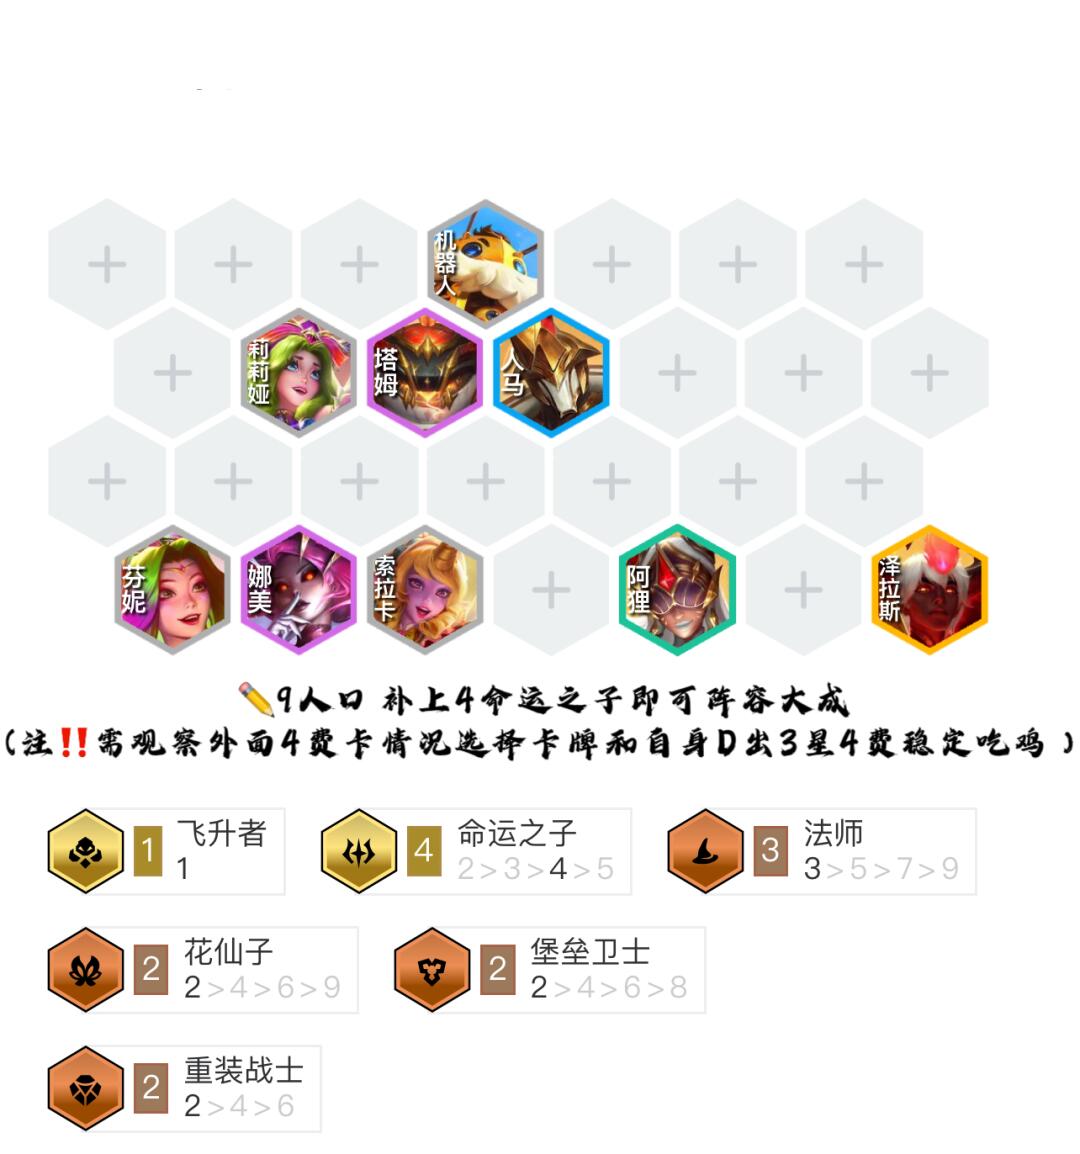 机器人
莉莉娅
塔姆
人马
芬妮
娜美
索拉卡
阿狸
泽拉斯
✏️9人口 补上4命运之子即可阵容大成
(注‼️需观察外面4费卡情况选择卡牌和自身D出3星4费稳定吃鸡 )
1 飞升者
1
4 命运之子
2>3>4>5
3 法师
3>5>7>9
2 花仙子
2>4>6>9
2 堡垒卫士
2>4>6>8
2 重装战士
2>4>6